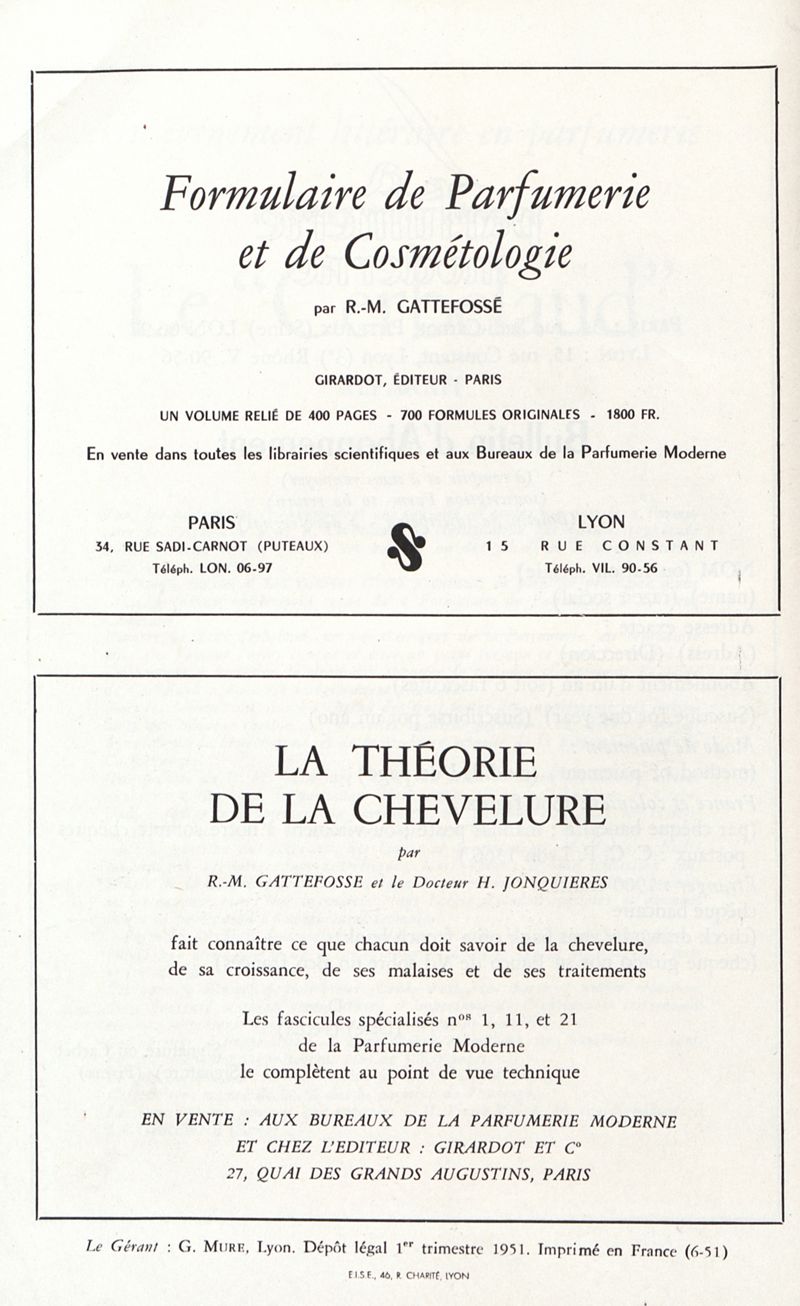 Formulaire de Parfumerie
et de Cosmétologie
par R.-M. GATTEFOSSÉ
GIRARDOT, ÉDITEUR - PARIS
UN VOLUME RELIÉ DE 400 PAGES - 700 FORMULES ORIGINALES - 1800 FR.
En vente dans toutes les librairies scientifiques et aux Bureaux de la Parfumerie Moderne
PARIS
34, RUE SADI-CARNOT (PUTEAUX)
Téléph. LON. 06-97
LYON
15 RUE CONSTANT
Téléph. VIL. 90-56
LA THÉORIE
DE LA CHEVELURE
par
R.-M. GATTEFOSSE et le Docteur H. JONQUIERES
fait connaître ce que chacun doit savoir de la chevelure,
de sa croissance, de ses malaises et de ses traitements
Les fascicules spécialisés nos 1, 11, et 21
de la Parfumerie Moderne
le complètent au point de vue technique
EN VENTE : AUX BUREAUX DE LA PARFUMERIE MODERNE
ET CHEZ L'EDITEUR : GIRARDOT ET Co
27, QUAI DES GRANDS AUGUSTINS, PARIS
Le Gérant : G. MURE, Lyon. Dépôt légal 1er trimestre 1951. Imprimé en France (6-51)
E.I.S.E., 46, R. CHARITÉ, LYON